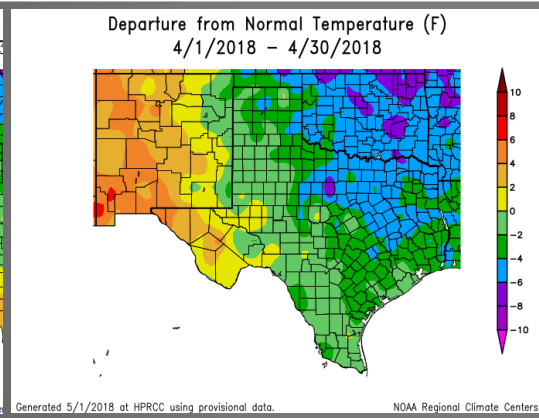 Departure from Normal Temperature (F)
4/1/2018 – 4/30/2018
10
8
6
4
2
0
−2
−4
−6
−8
−10
Generated 5/1/2018 at HPRCC using provisional data.
NOAA Regional Climate Centers